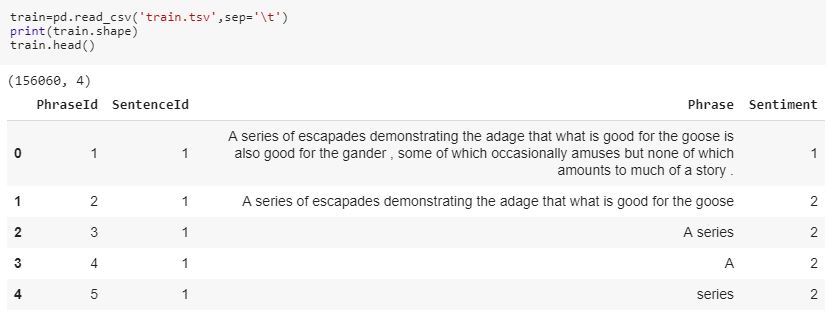 train=pd.read_csv('train.tsv',sep='\t')
print(train.shape)
train.head()
(156060, 4)
PhraseId SentenceId Phrase Sentiment
A series of escapades demonstrating the adage that what is good for the goose is
0 1 1 also good for the gander , some of which occasionally amuses but none of which 1
amounts to much of a story .
1 2 1 A series of escapades demonstrating the adage that what is good for the goose 2
2 3 1 A series 2
3 4 1 A 2
4 5 1 series 2